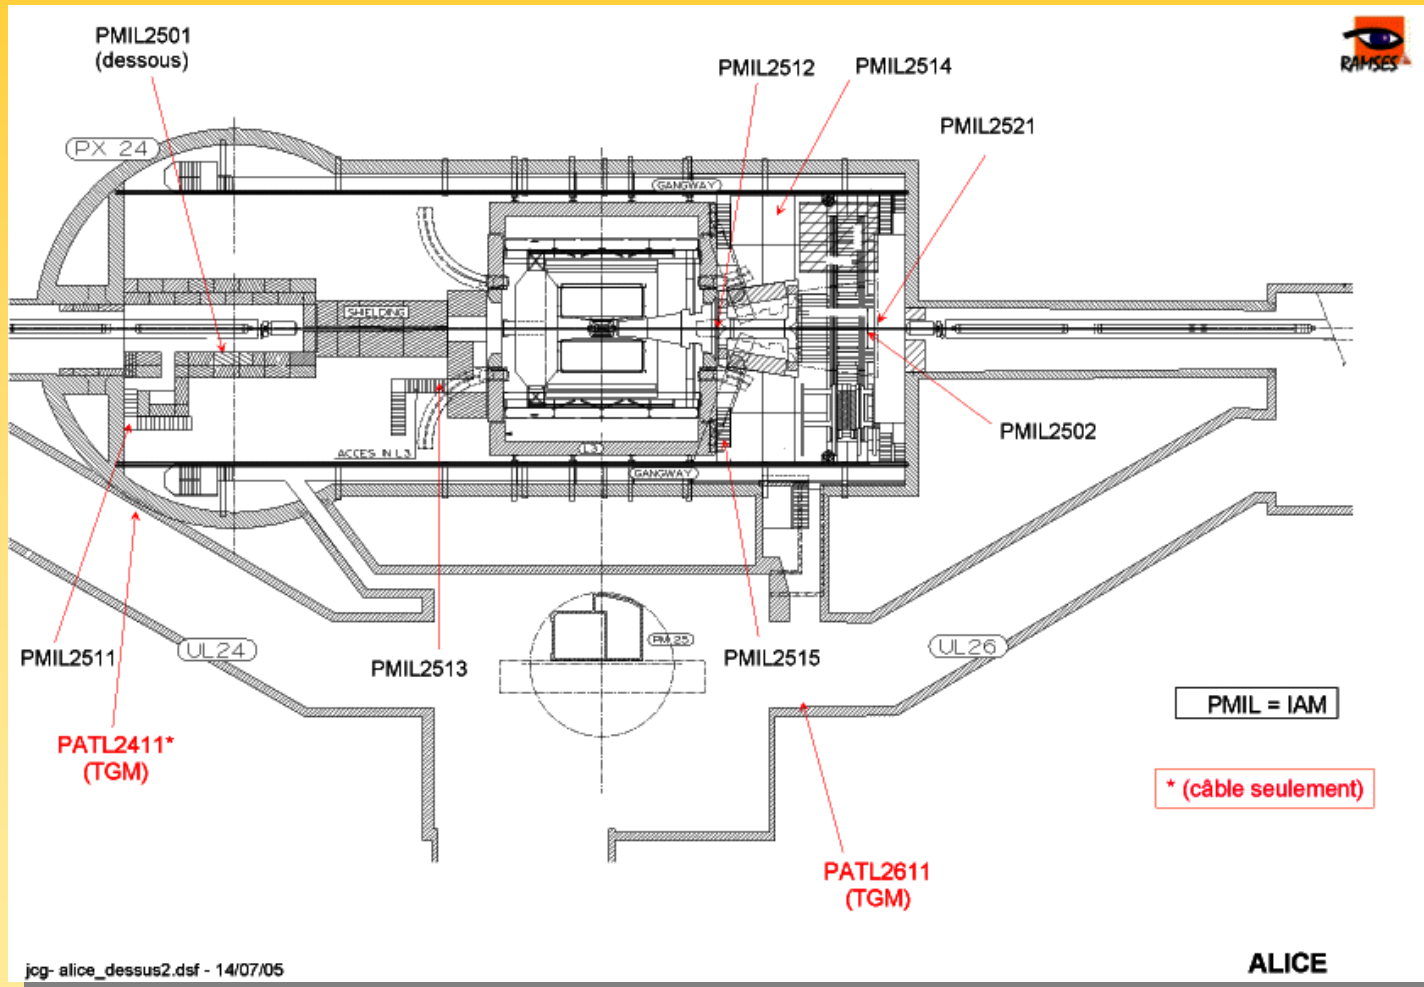 PMIL2501
(dessous)
PMIL2512
PMIL2514
RAMSES
PMIL2521
PX 24
GANGWAY
SHIELDING
PMIL2502
ACCES IN L3
L3
GANGWAY
PMIL2511
UL24
PMIL2513
PM 25
PMIL2515
UL26
PMIL = IAM
PATL2411*
(TGM)
* (câble seulement)
PATL2611
(TGM)
jcg- alice_dessus2.dsf - 14/07/05
ALICE